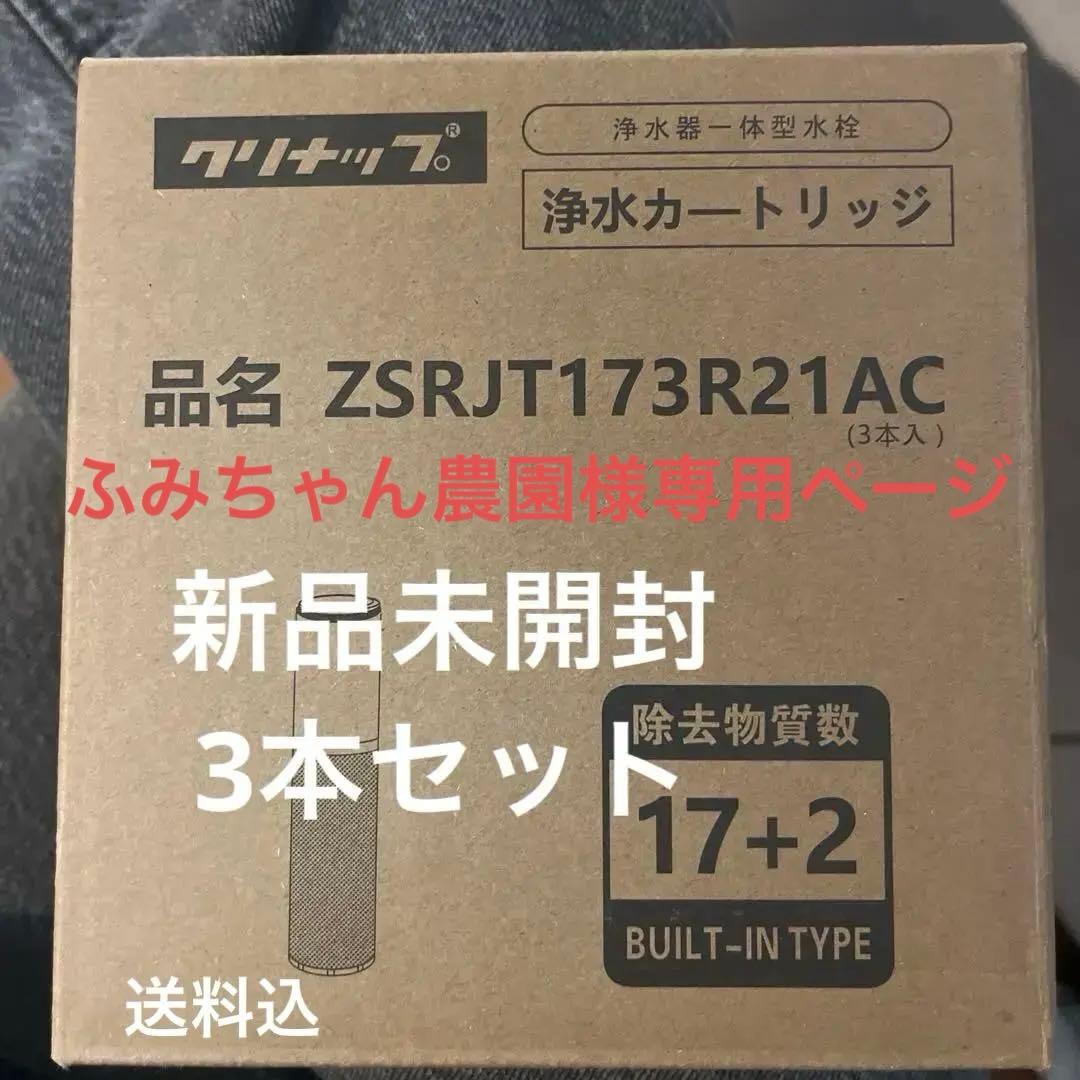 クリナップ®
浄水器一体型水栓
浄水カートリッジ
品名 ZSRJT173R21AC
(3本入)
ふみちゃん農園様専用ページ
新品未開封
3本セット
除去物質数
17+2
BUILT-IN TYPE
送料込